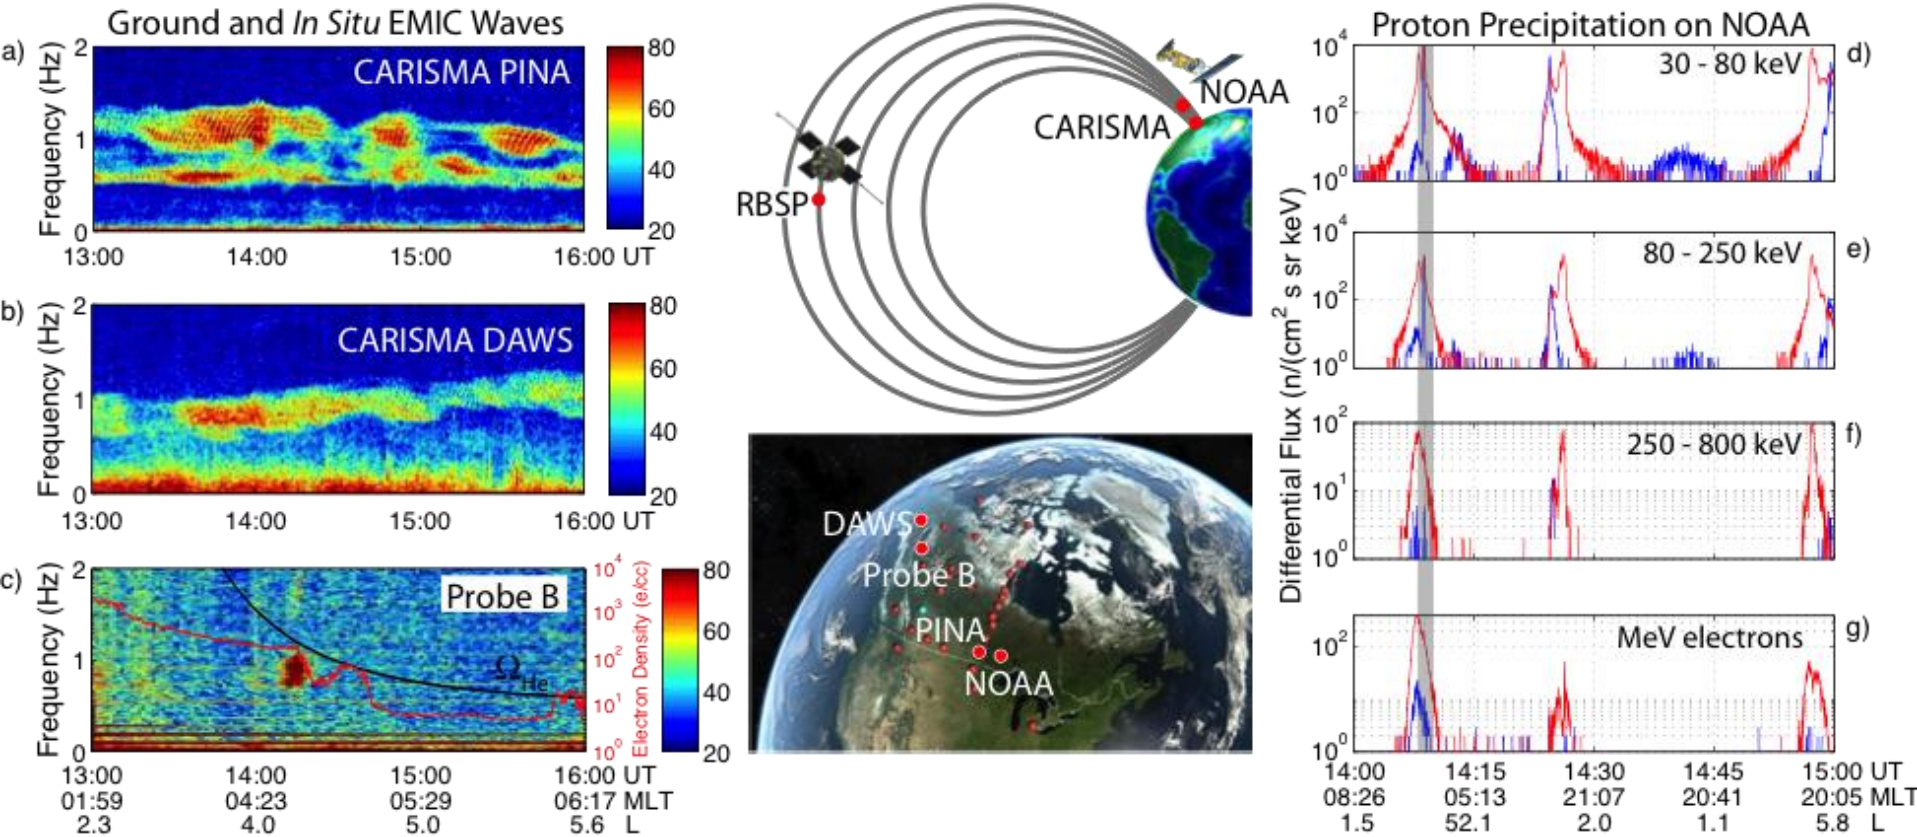 Ground and In Situ EMIC Waves
a)
CARISMA PINA
Frequency (Hz)
2
1
0
80
60
40
20
13:00 14:00 15:00 16:00 UT
b)
CARISMA DAWS
Frequency (Hz)
2
1
0
80
60
40
20
13:00 14:00 15:00 16:00 UT
c)
Probe B
Ω_He
Frequency (Hz)
2
1
0
Electron Density (e/cc)
10^4
10^3
10^2
10^1
10^0
80
60
40
20
13:00 14:00 15:00 16:00 UT
01:59 04:23 05:29 06:17 MLT
2.3 4.0 5.0 5.6 L
NOAA
CARISMA
RBSP
DAWS
Probe B
PINA
NOAA
Proton Precipitation on NOAA
Differential Flux (n/(cm² s sr keV)
d)
30 - 80 keV
10^4
10^2
10^0
e)
80 - 250 keV
10^4
10^2
10^0
f)
250 - 800 keV
10^2
10^1
10^0
g)
MeV electrons
10^2
10^0
14:00 14:15 14:30 14:45 15:00 UT
08:26 05:13 21:07 20:41 20:05 MLT
1.5 52.1 2.0 1.1 5.8 L